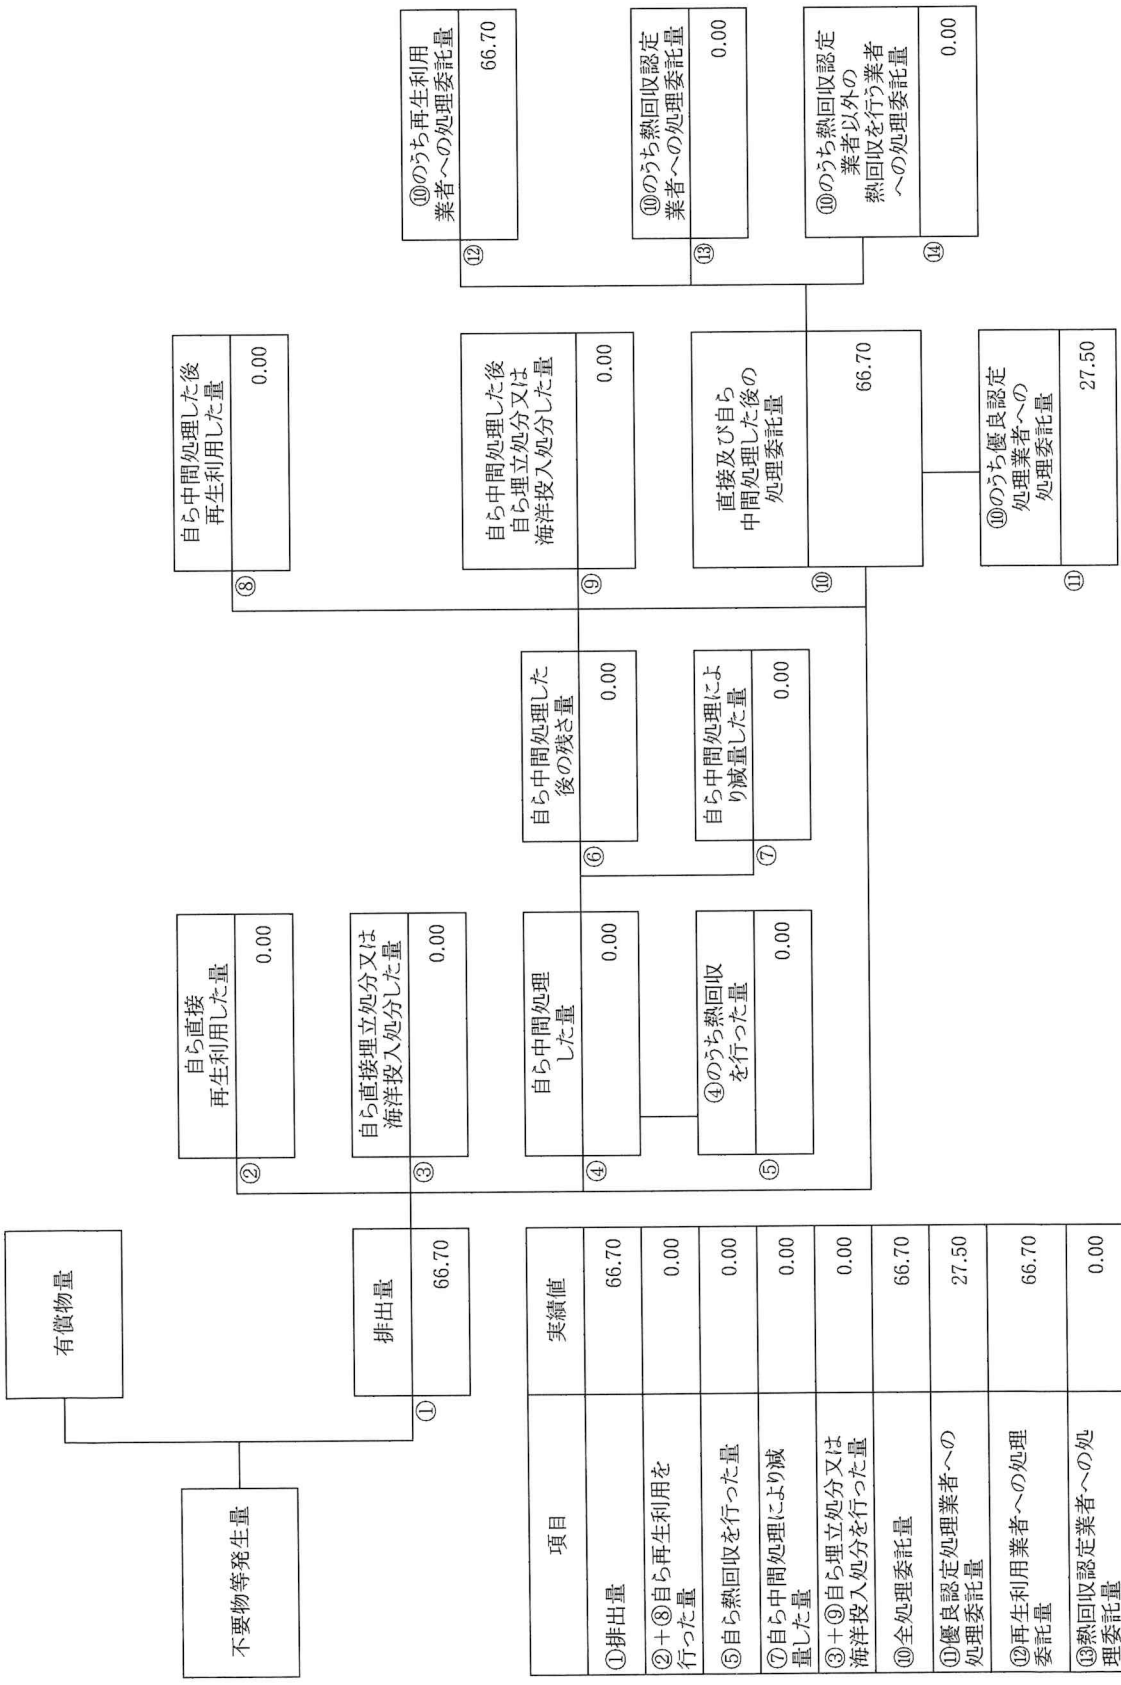 不要物等発生量
有償物量
排出量
①
66.70
自ら直接
再生利用した量
②
0.00
自ら直接埋立処分又は
海洋投入処分した量
③
0.00
自ら中間処理
した量
④
0.00
④のうち熱回収
を行った量
⑤
0.00
自ら中間処理した
後の残さ量
⑥
0.00
自ら中間処理によ
り減量した量
⑦
0.00
自ら中間処理した後
再生利用した量
⑧
0.00
自ら中間処理した後
自ら埋立処分又は
海洋投入処分した量
⑨
0.00
直接及び自ら
中間処理した後の
処理委託量
⑩
66.70
⑩のうち優良認定
処理業者への
処理委託量
⑪
27.50
⑩のうち再生利用
業者への処理委託量
⑫
66.70
⑩のうち熱回収認定
業者への処理委託量
⑬
0.00
⑩のうち熱回収認定
業者以外の
熱回収を行う業者
への処理委託量
⑭
0.00
項目 実績値
①排出量 66.70
②+⑧自ら再生利用を
行った量 0.00
⑤自ら熱回収を行った量 0.00
⑦自ら中間処理により減
量した量 0.00
③+⑨自ら埋立処分又は
海洋投入処分を行った量 0.00
⑩全処理委託量 66.70
⑪優良認定処理業者への
処理委託量 27.50
⑫再生利用業者への処理
委託量 66.70
⑬熱回収認定業者への処
理委託量 0.00